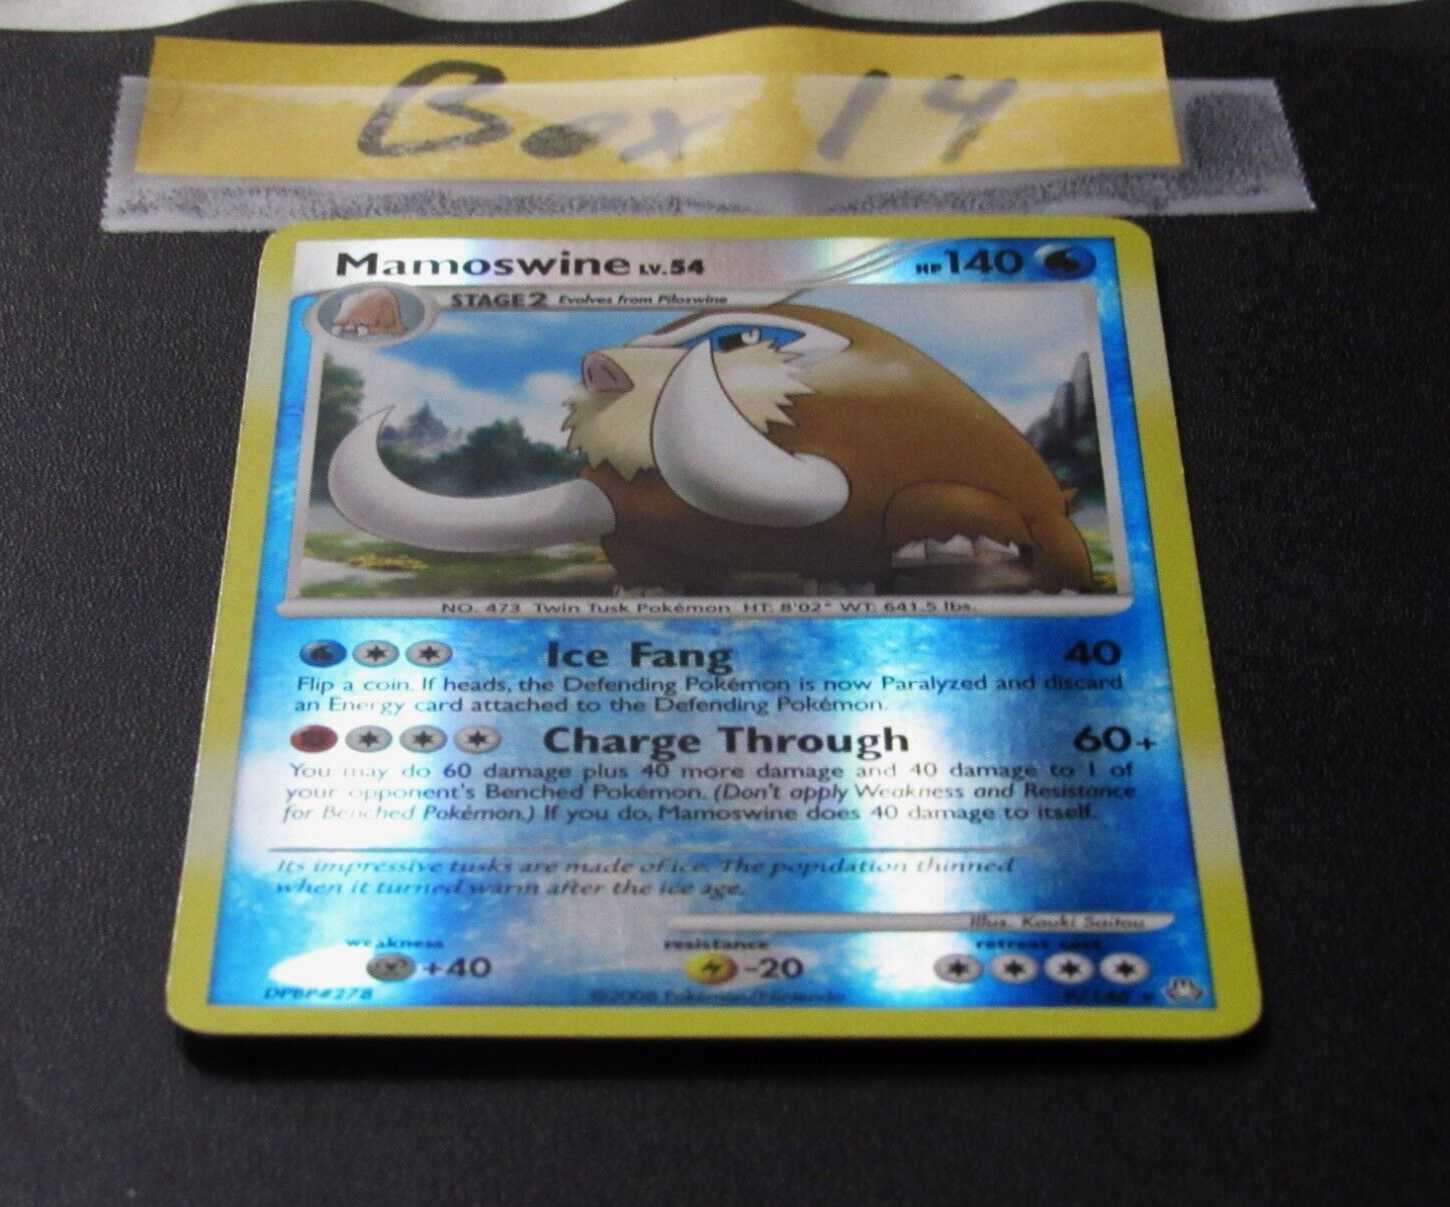 Box 14
Mamoswine LV.54 HP 140
STAGE 2 Evolves from Piloswine
NO. 473 Twin Tusk Pokémon HT: 8'02" WT: 641.5 lbs.
Ice Fang 40
Flip a coin. If heads, the Defending Pokémon is now Paralyzed and discard
an Energy card attached to the Defending Pokémon.
Charge Through 60+
You may do 60 damage plus 40 more damage and 40 damage to 1 of
your opponent's Benched Pokémon. (Don't apply Weakness and Resistance
for Benched Pokémon.) If you do, Mamoswine does 40 damage to itself.
Its impressive tusks are made of ice. The population thinned
when it turned warm after the ice age.
Illus. Kouki Saitou
weakness resistance retreat cost
+40 -20
DPBP#278 ©2008 Pokémon/Nintendo 9/146